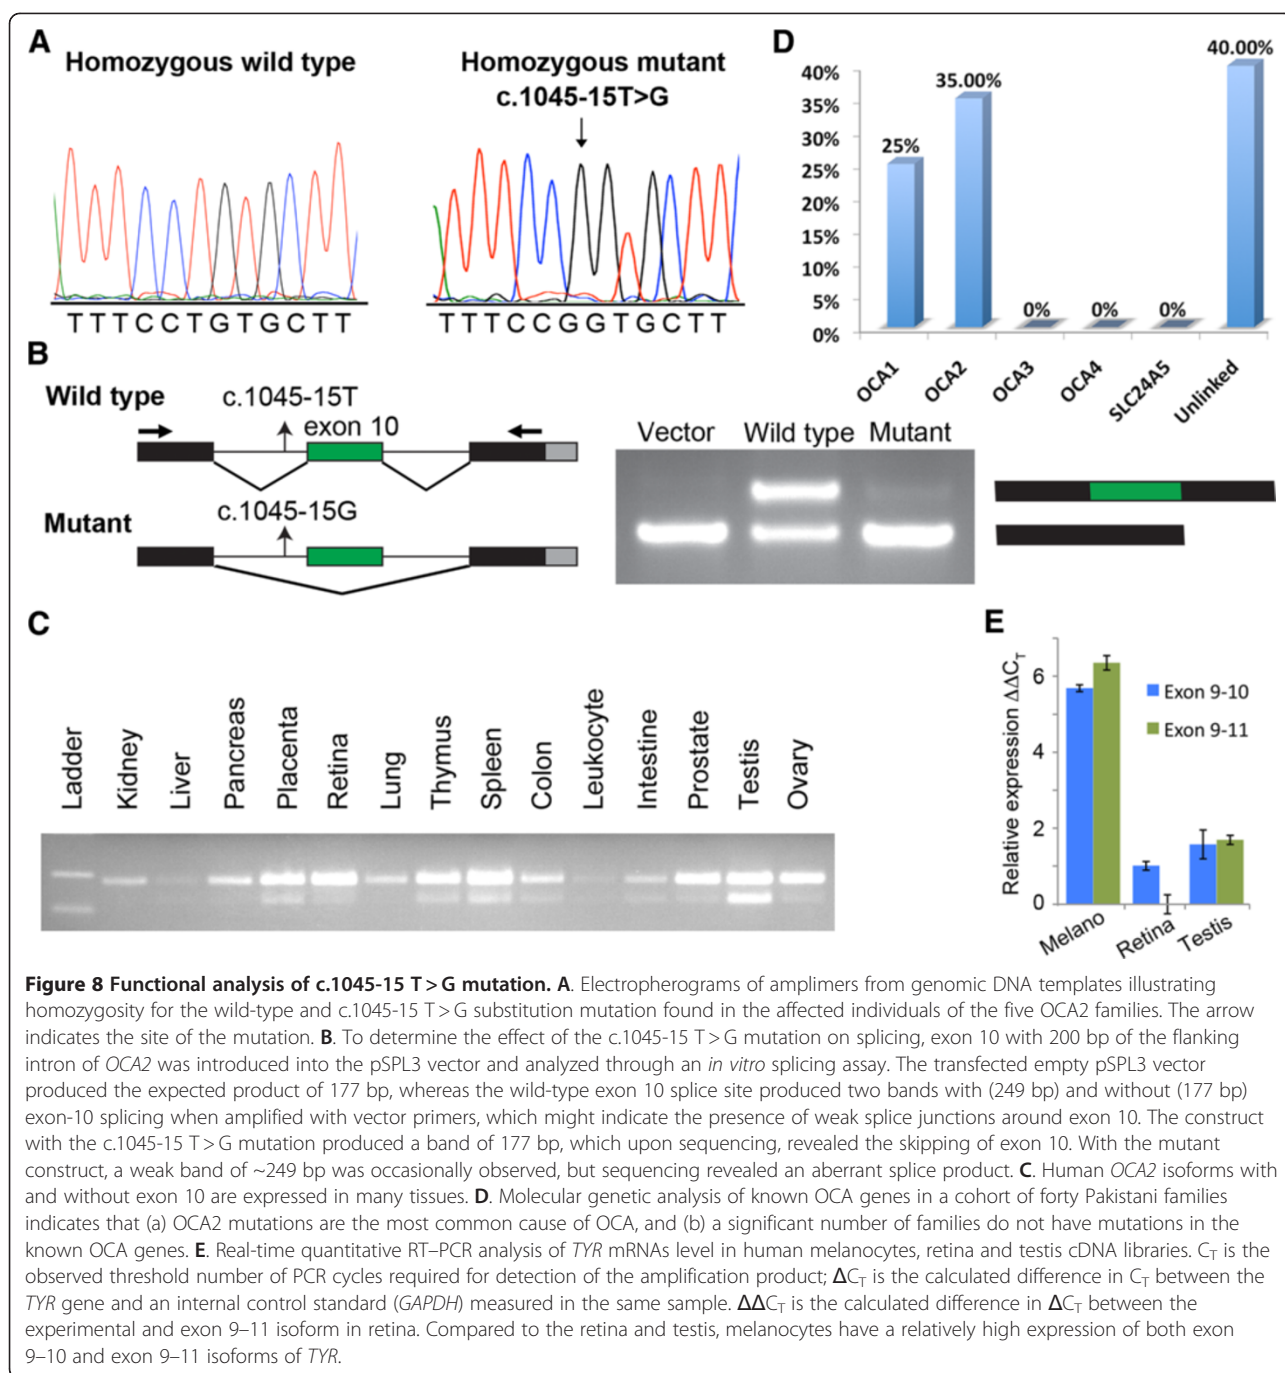 A
Homozygous wild type
Homozygous mutant
c.1045-15T>G
T T T C C T G T G C T T
T T T C C G G T G C T T
D
40%
35%
30%
25%
20%
15%
10%
5%
0%
25%
35.00%
0%
0%
0%
40.00%
OCA1
OCA2
OCA3
OCA4
SLC24A5
Unlinked
B
Wild type
c.1045-15T
exon 10
Mutant
c.1045-15G
Vector
Wild type
Mutant
C
Ladder
Kidney
Liver
Pancreas
Placenta
Retina
Lung
Thymus
Spleen
Colon
Leukocyte
Intestine
Prostate
Testis
Ovary
E
Relative expression ΔΔCT
6
4
2
0
Exon 9-10
Exon 9-11
Melano
Retina
Testis
Figure 8 Functional analysis of c.1045-15 T > G mutation. A. Electropherograms of amplimers from genomic DNA templates illustrating
homozygosity for the wild-type and c.1045-15 T > G substitution mutation found in the affected individuals of the five OCA2 families. The arrow
indicates the site of the mutation. B. To determine the effect of the c.1045-15 T > G mutation on splicing, exon 10 with 200 bp of the flanking
intron of OCA2 was introduced into the pSPL3 vector and analyzed through an in vitro splicing assay. The transfected empty pSPL3 vector
produced the expected product of 177 bp, whereas the wild-type exon 10 splice site produced two bands with (249 bp) and without (177 bp)
exon-10 splicing when amplified with vector primers, which might indicate the presence of weak splice junctions around exon 10. The construct
with the c.1045-15 T > G mutation produced a band of 177 bp, which upon sequencing, revealed the skipping of exon 10. With the mutant
construct, a weak band of ~249 bp was occasionally observed, but sequencing revealed an aberrant splice product. C. Human OCA2 isoforms with
and without exon 10 are expressed in many tissues. D. Molecular genetic analysis of known OCA genes in a cohort of forty Pakistani families
indicates that (a) OCA2 mutations are the most common cause of OCA, and (b) a significant number of families do not have mutations in the
known OCA genes. E. Real-time quantitative RT–PCR analysis of TYR mRNAs level in human melanocytes, retina and testis cDNA libraries. CT is the
observed threshold number of PCR cycles required for detection of the amplification product; ΔCT is the calculated difference in CT between the
TYR gene and an internal control standard (GAPDH) measured in the same sample. ΔΔCT is the calculated difference in ΔCT between the
experimental and exon 9–11 isoform in retina. Compared to the retina and testis, melanocytes have a relatively high expression of both exon
9–10 and exon 9–11 isoforms of TYR.